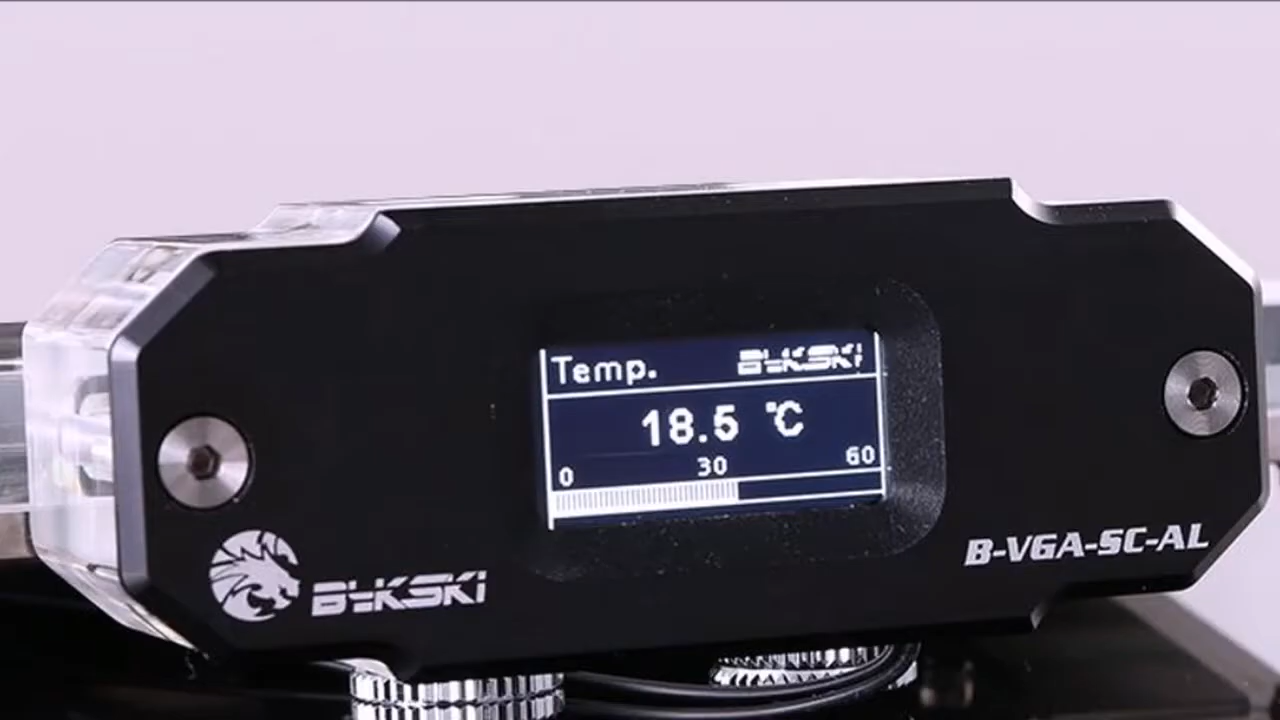 Temp. BYKSKI
18.5 ℃
0 30 60
BYKSKI
B-VGA-SC-AL